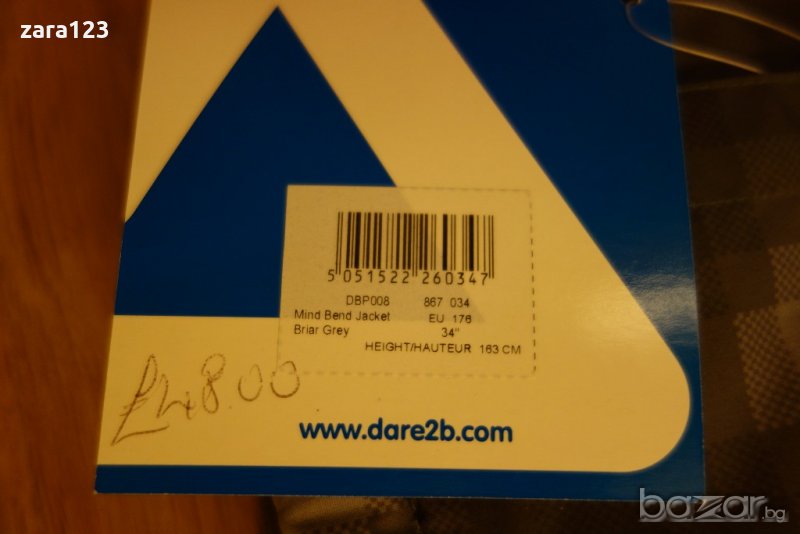 zara123
5 051522 260347
DBP008 867 034
Mind Bend Jacket EU 176
Briar Grey 34"
HEIGHT/HAUTEUR 163 CM
£48.00
www.dare2b.com
bazar.bg